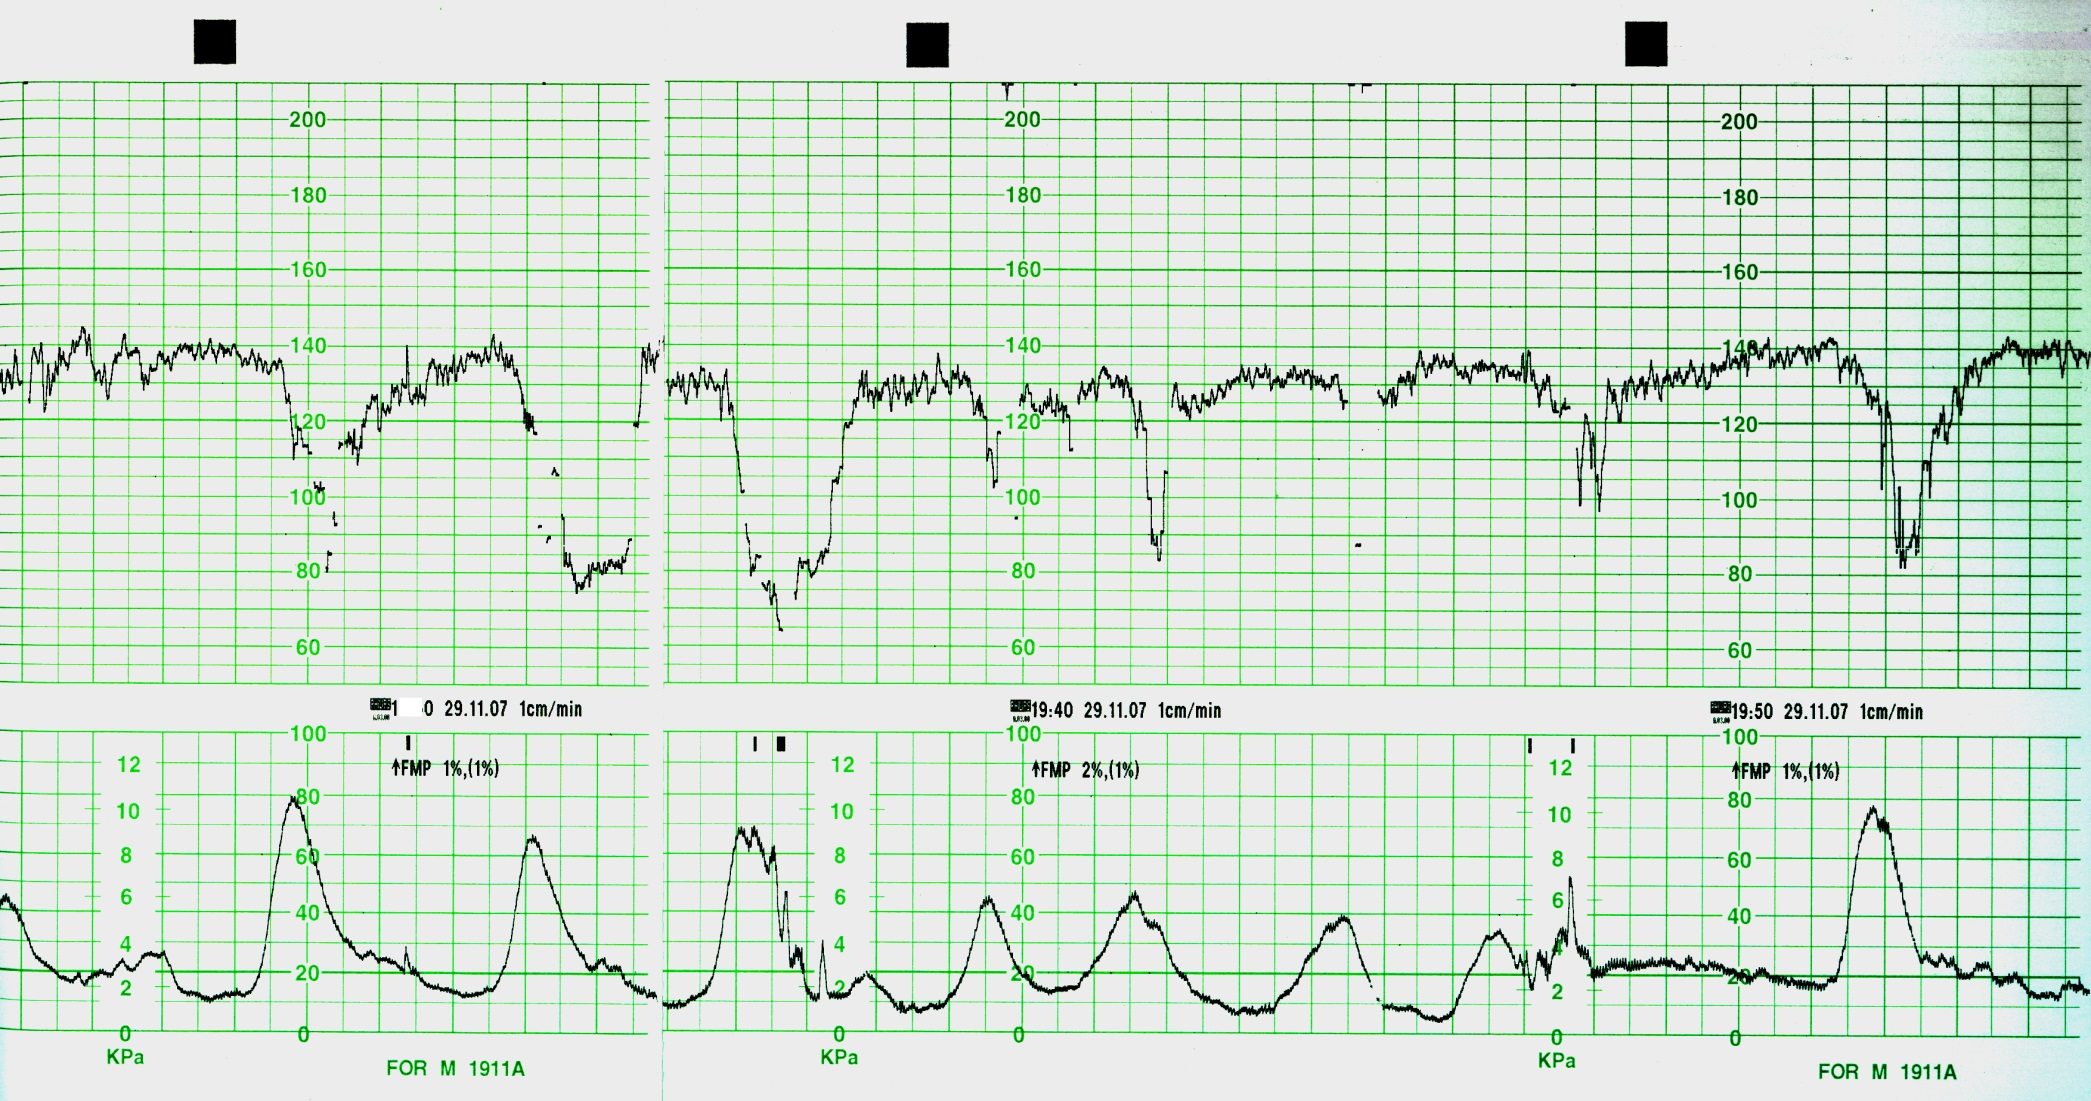 200 200 200
180 180 180
160 160 160
140 140 140
120 120 120
100 100 100
80 80 80
60 60 60
29.11.07 1cm/min 19:40 29.11.07 1cm/min 19:50 29.11.07 1cm/min
100 100 100
12 ↑FMP 1%,(1%) 12 ↑FMP 2%,(1%) 12 ↑FMP 1%,(1%)
10 80 10 80 10 80
8 60 8 60 8 60
6 40 6 40 6 40
4 4 4
2 20 2 20 2 20
0 0 0 0 0 0
KPa KPa KPa
FOR M 1911A FOR M 1911A